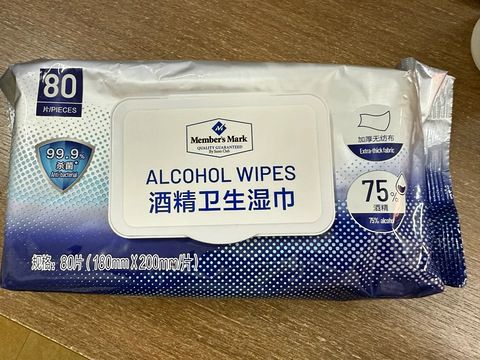 80
片/PIECES
99.9%
杀菌*
Anti-bacterial
Member's Mark
QUALITY GUARANTEED
By Sam's Club
ALCOHOL WIPES
酒精卫生湿巾
加厚无纺布
Extra-thick fabric
75%
酒精
75% alcohol
规格：80片（160mm X 200mm/片）